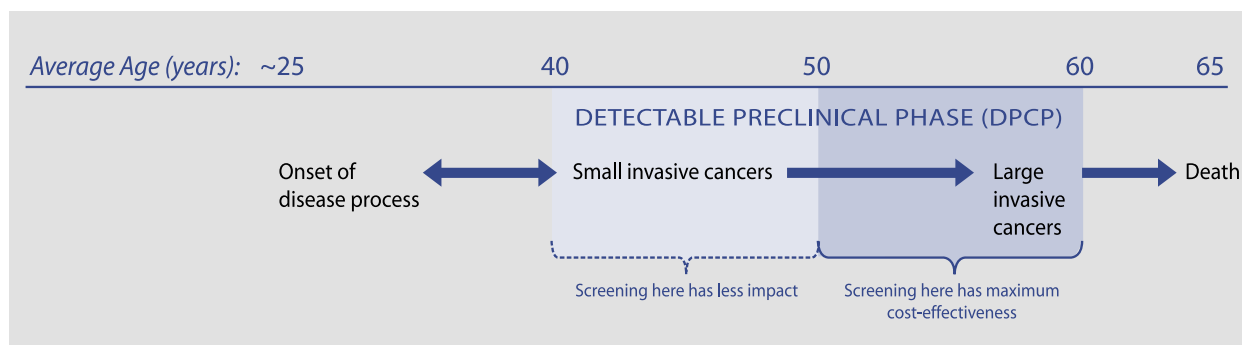 Average Age (years): ~25 40 50 60 65
DETECTABLE PRECLINICAL PHASE (DPCP)
Onset of
disease process
Small invasive cancers
Large
invasive
cancers
Death
Screening here has less impact
Screening here has maximum
cost-effectiveness